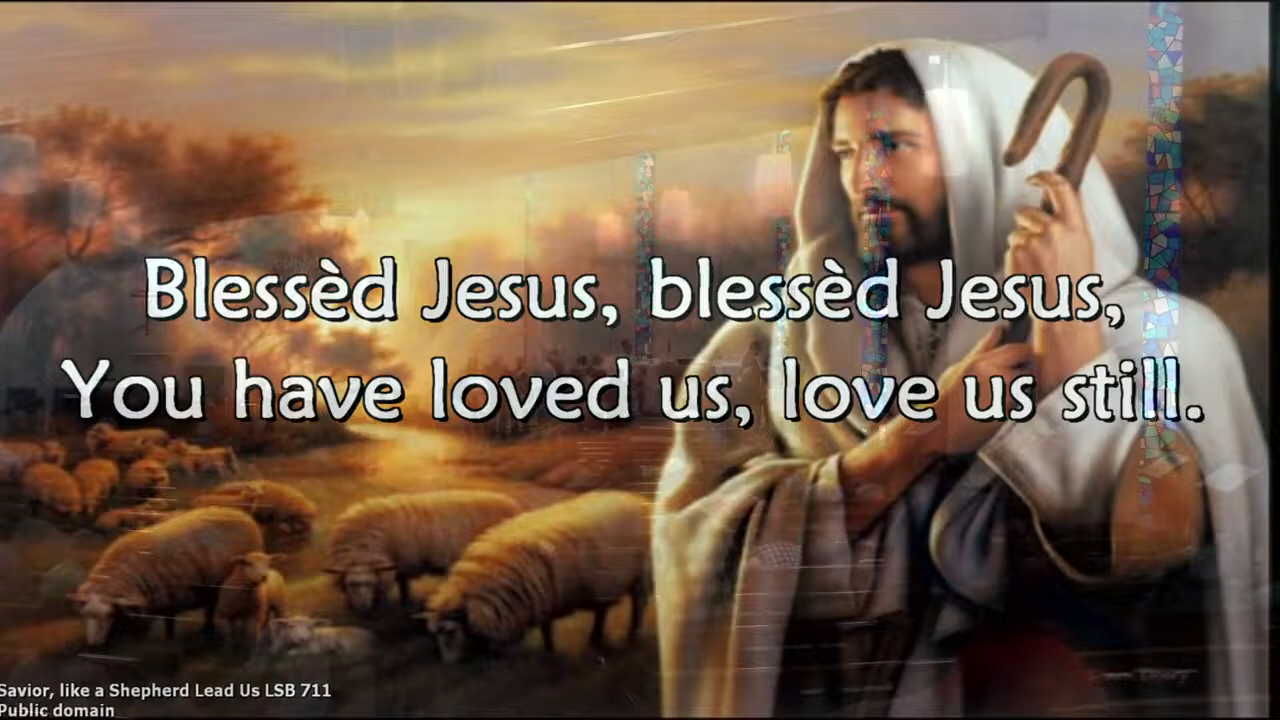 Blessèd Jesus, blessèd Jesus,
You have loved us, love us still.
Savior, like a Shepherd Lead Us LSB 711
Public domain